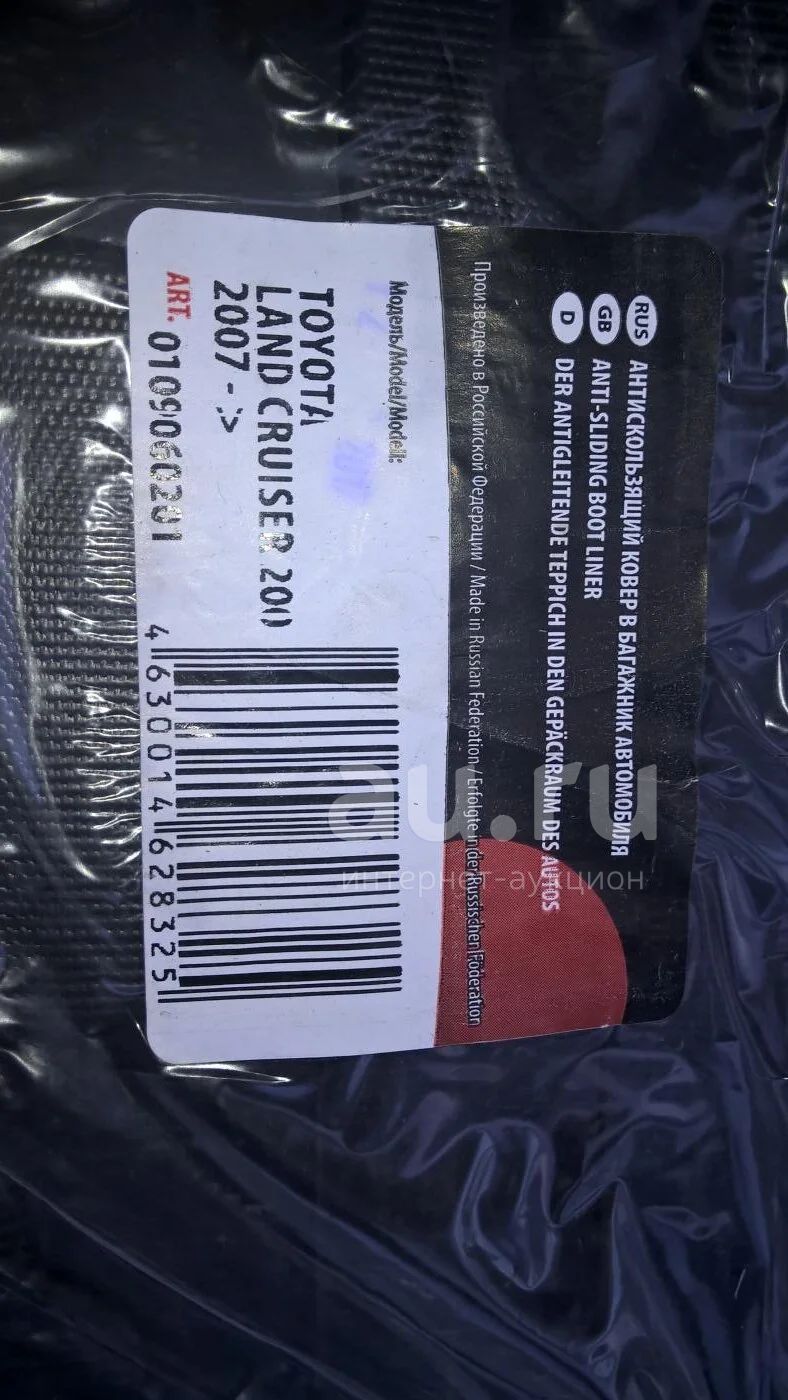 RUS АНТИСКОЛЬЗЯЩИЙ КОВЕР В БАГАЖНИК АВТОМОБИЛЯ
GB ANTI-SLIDING BOOT LINER
D DER ANTIGLEITENDE TEPPICH IN DEN GEPÄCKBAUM DES AUTOS
Произведено в Российской Федерации / Made in Russian Federation / Erfolgte in der Russischen Föderation
Модель/Model/Modell:
TOYOTA
LAND CRUISER 200
2007 - >
ART. 0109060201
4 630014 628325
au.ru
интернет-аукцион